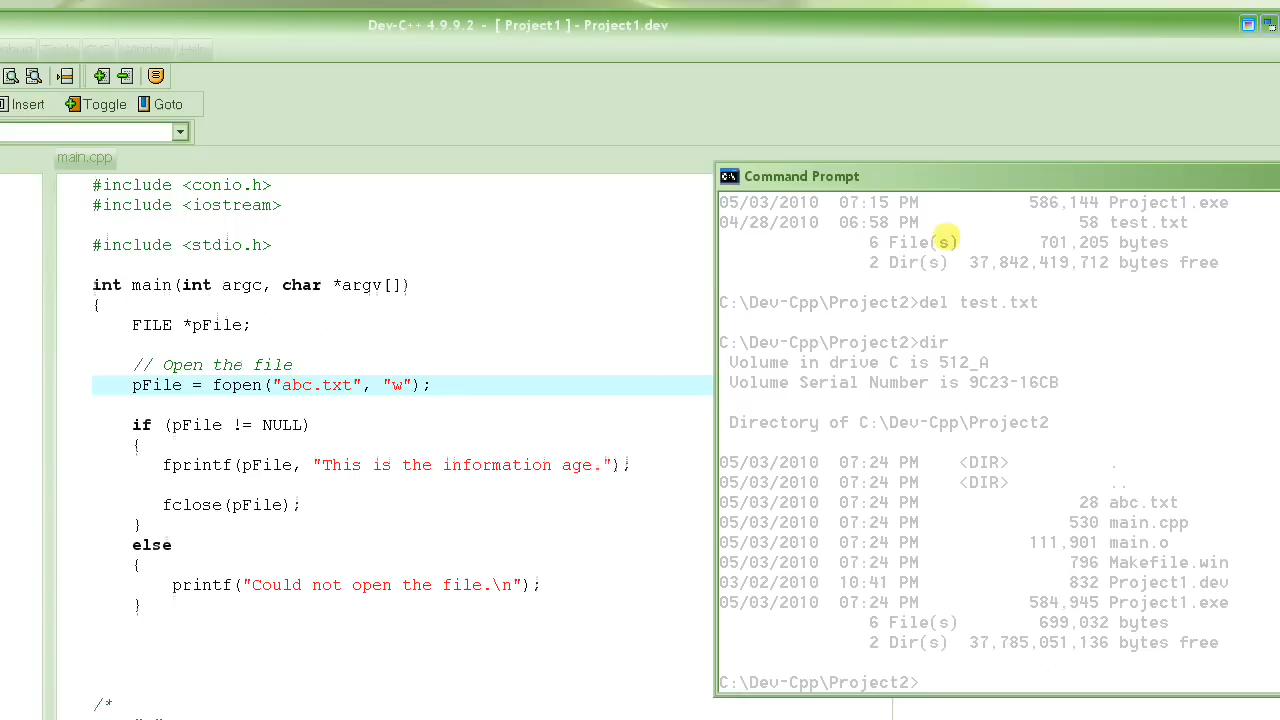 Dev-C++ 4.9.9.2 - [ Project1 ] - Project1.dev
Debug Tools CVS Window Help
Insert Toggle Goto
main.cpp
#include <conio.h>
#include <iostream>
#include <stdio.h>
int main(int argc, char *argv[])
{
FILE *pFile;
// Open the file
pFile = fopen("abc.txt", "w");
if (pFile != NULL)
{
fprintf(pFile, "This is the information age.");
fclose(pFile);
}
else
{
printf("Could not open the file.\n");
}
/*
Command Prompt
05/03/2010 07:15 PM 586,144 Project1.exe
04/28/2010 06:58 PM 58 test.txt
6 File(s) 701,205 bytes
2 Dir(s) 37,842,419,712 bytes free
C:\Dev-Cpp\Project2>del test.txt
C:\Dev-Cpp\Project2>dir
Volume in drive C is 512_A
Volume Serial Number is 9C23-16CB
Directory of C:\Dev-Cpp\Project2
05/03/2010 07:24 PM <DIR> .
05/03/2010 07:24 PM <DIR> ..
05/03/2010 07:24 PM 28 abc.txt
05/03/2010 07:24 PM 530 main.cpp
05/03/2010 07:24 PM 111,901 main.o
05/03/2010 07:24 PM 796 Makefile.win
03/02/2010 10:41 PM 832 Project1.dev
05/03/2010 07:24 PM 584,945 Project1.exe
6 File(s) 699,032 bytes
2 Dir(s) 37,785,051,136 bytes free
C:\Dev-Cpp\Project2>